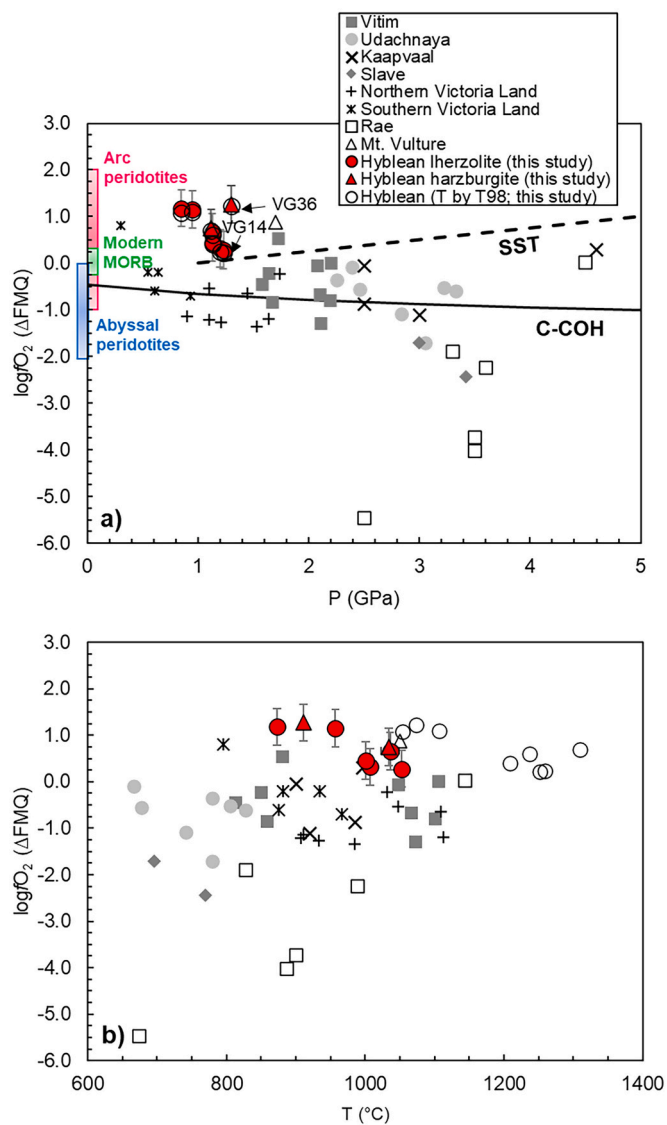 Vitim
Udachnaya
Kaapvaal
Slave
Northern Victoria Land
Southern Victoria Land
Rae
Mt. Vulture
Hyblean lherzolite (this study)
Hyblean harzburgite (this study)
Hyblean (T by T98; this study)
3.0
2.0
1.0
0.0
-1.0
-2.0
-3.0
-4.0
-5.0
-6.0
logfO2 (ΔFMQ)
Arc
peridotites
Modern
MORB
Abyssal
peridotites
VG36
VG14
SST
C-COH
a)
0
1
2
3
4
5
P (GPa)
3.0
2.0
1.0
0.0
-1.0
-2.0
-3.0
-4.0
-5.0
-6.0
logfO2 (ΔFMQ)
b)
600
800
1000
1200
1400
T (°C)